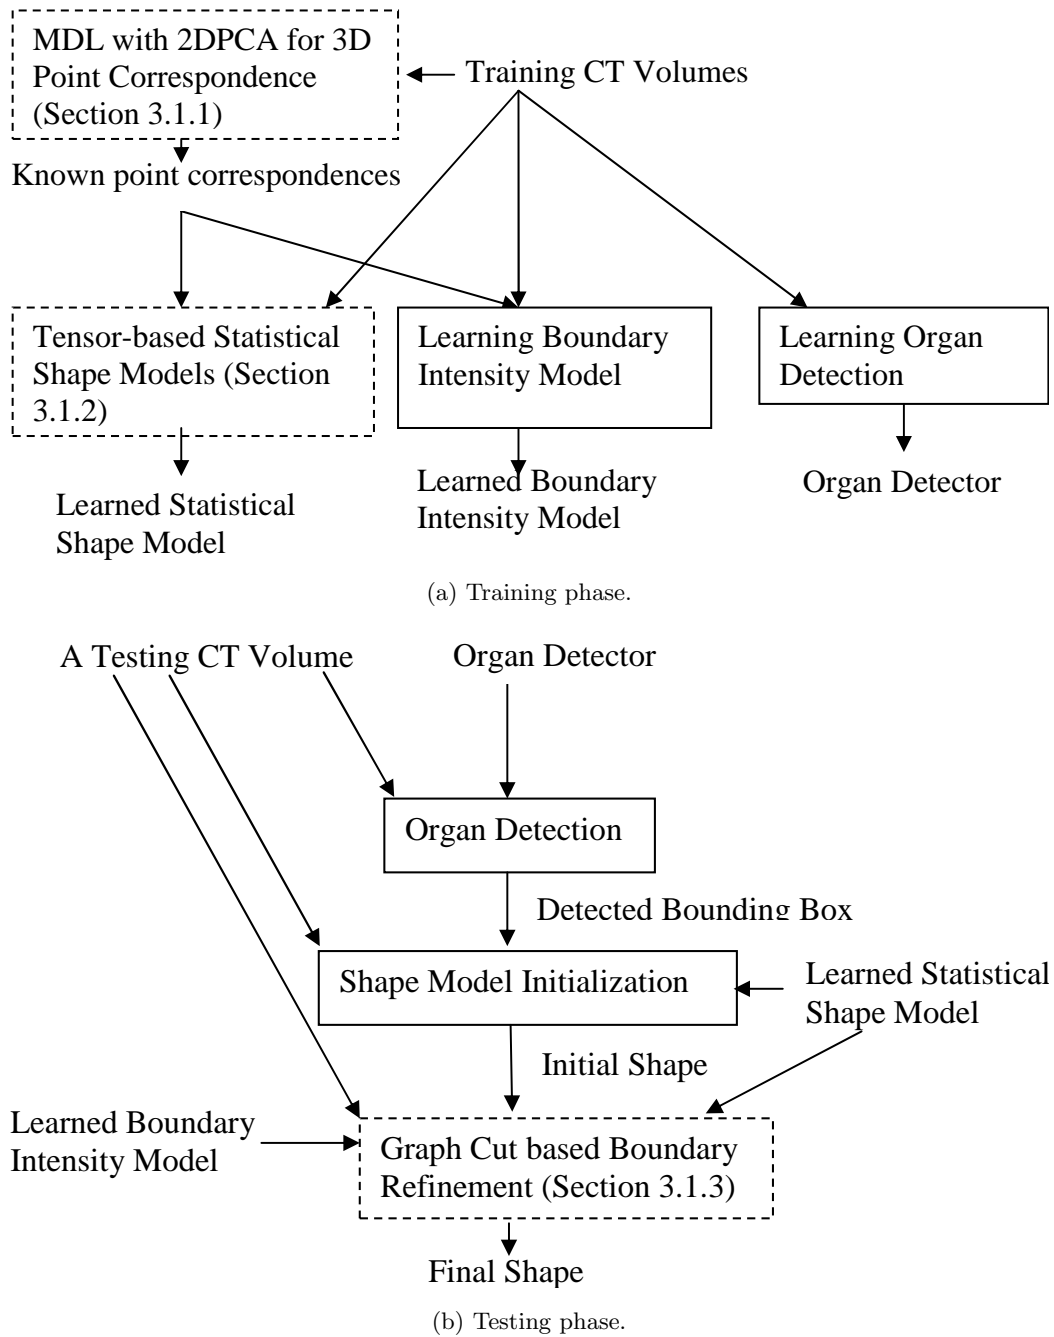 MDL with 2DPCA for 3D
Point Correspondence
(Section 3.1.1)
Training CT Volumes
Known point correspondences
Tensor-based Statistical
Shape Models (Section
3.1.2)
Learning Boundary
Intensity Model
Learning Organ
Detection
Learned Statistical
Shape Model
Learned Boundary
Intensity Model
Organ Detector
(a) Training phase.
A Testing CT Volume
Organ Detector
Organ Detection
Detected Bounding Box
Shape Model Initialization
Learned Statistical
Shape Model
Initial Shape
Learned Boundary
Intensity Model
Graph Cut based Boundary
Refinement (Section 3.1.3)
Final Shape
(b) Testing phase.